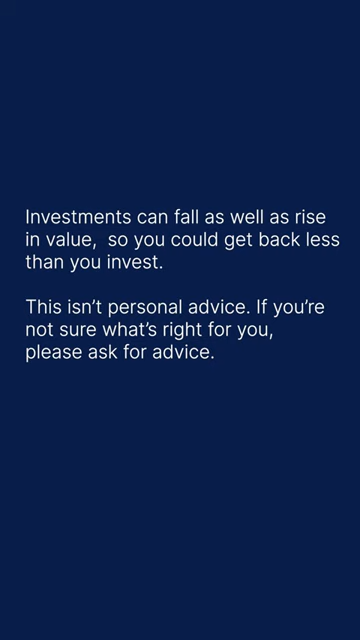 Investments can fall as well as rise
in value,  so you could get back less
than you invest.
This isn’t personal advice. If you’re
not sure what’s right for you,
please ask for advice.